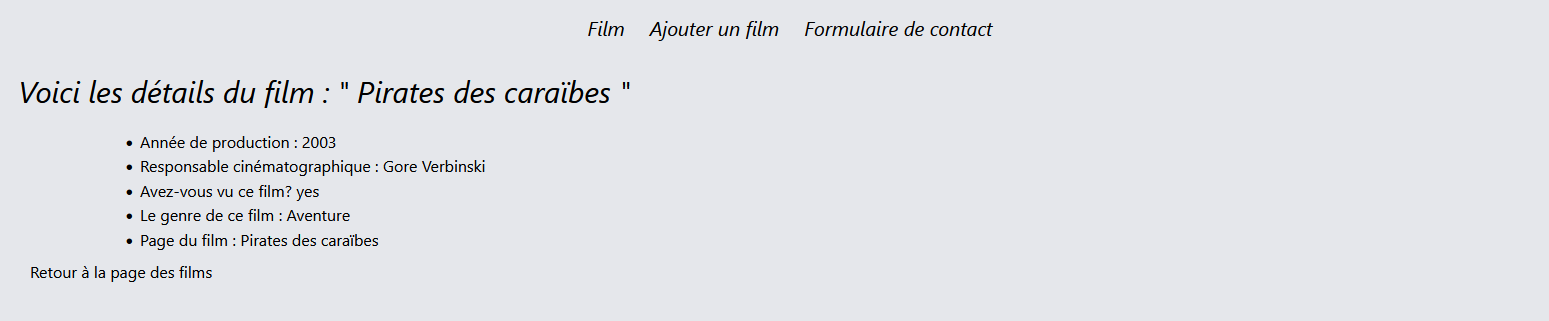 Film Ajouter un film Formulaire de contact
Voici les détails du film : " Pirates des caraïbes "
• Année de production : 2003
• Responsable cinématographique : Gore Verbinski
• Avez-vous vu ce film? yes
• Le genre de ce film : Aventure
• Page du film : Pirates des caraïbes
Retour à la page des films